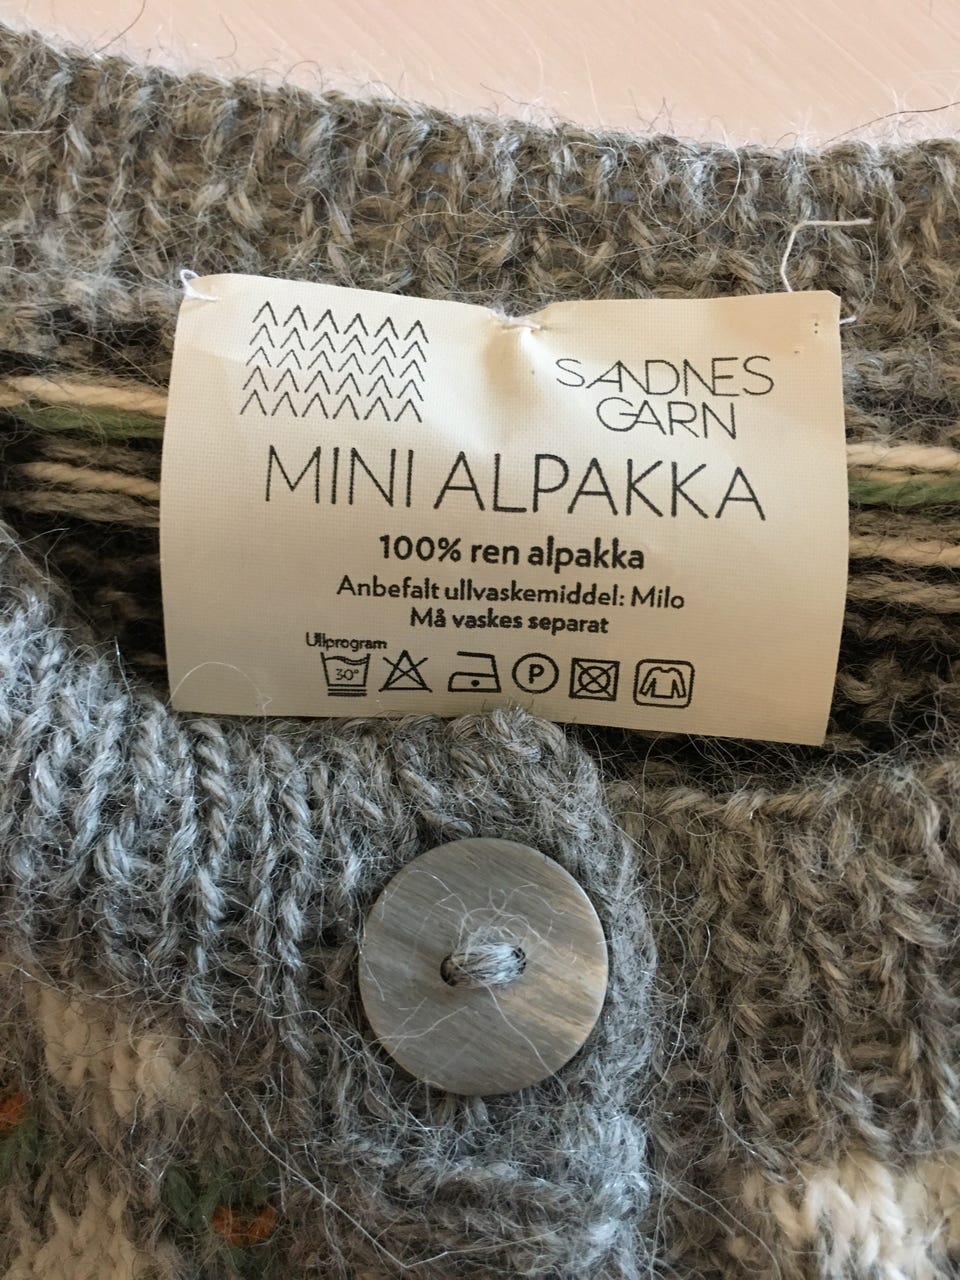 SANDNES
GARN
MINI ALPAKKA
100% ren alpakka
Anbefalt ullvaskemiddel: Milo
Må vaskes separat
Ullprogram
30°
P